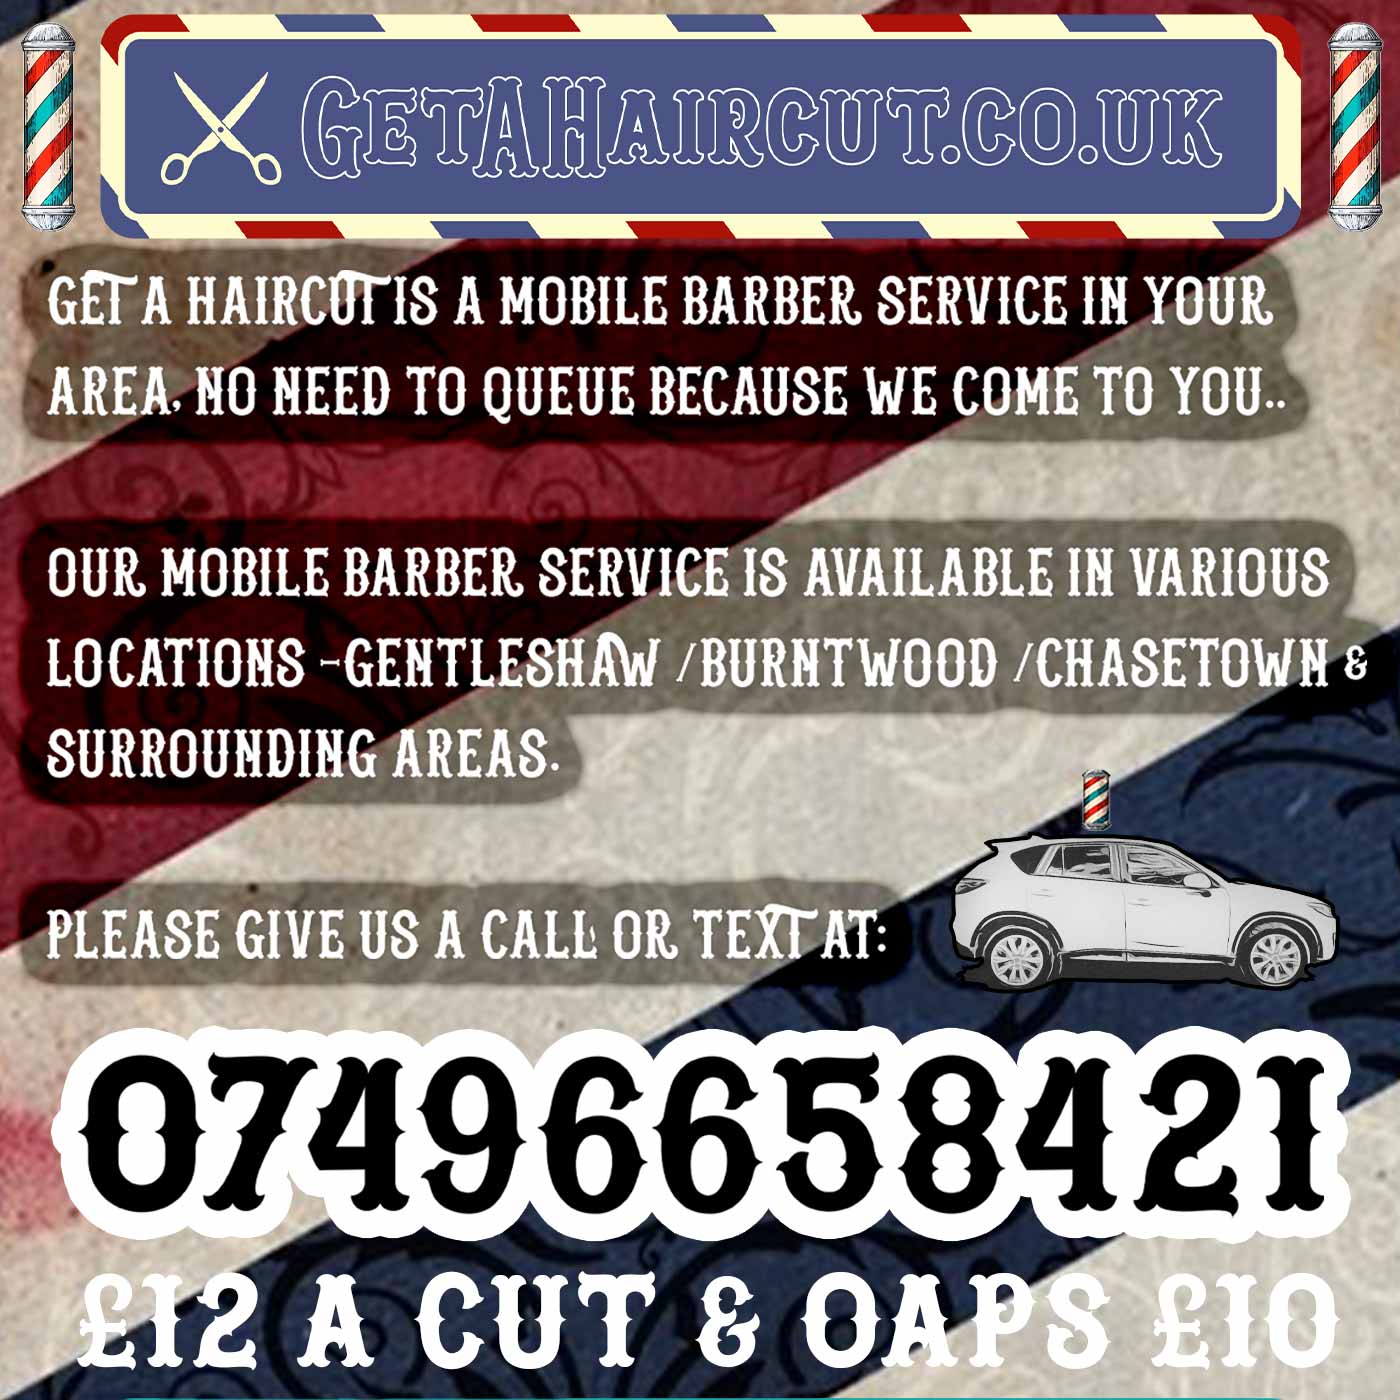 GetAHaircut.co.uk
GET A HAIRCUT IS A MOBILE BARBER SERVICE IN YOUR
AREA, NO NEED TO QUEUE BECAUSE WE COME TO YOU..
OUR MOBILE BARBER SERVICE IS AVAILABLE IN VARIOUS
LOCATIONS -GENTLESHAW /BURNTWOOD /CHASETOWN &
SURROUNDING AREAS.
PLEASE GIVE US A CALL OR TEXT AT:
07496658421
£12 A CUT & OAPS £10